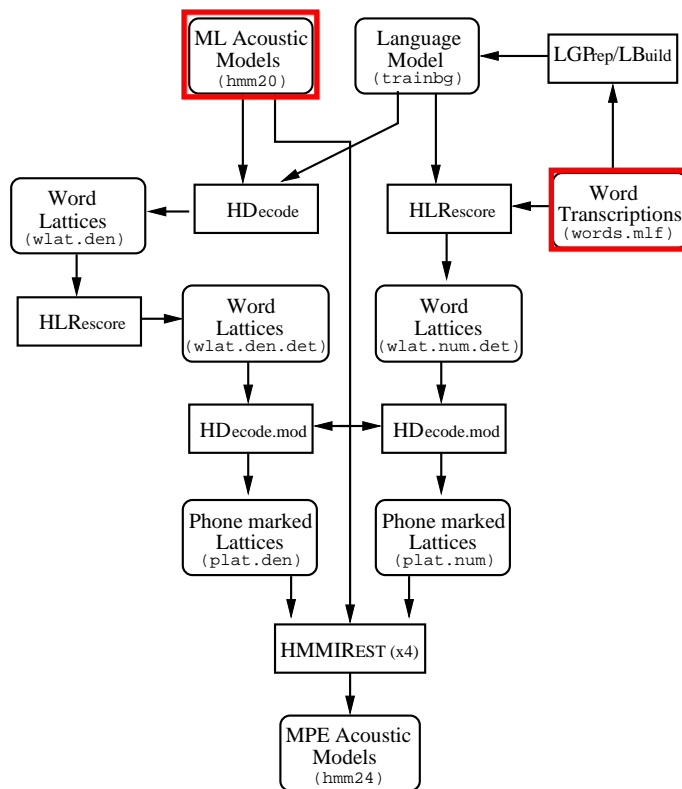 ML Acoustic
Models
(hmm20)
Language
Model
(trainbg)
LGPrep/LBuild
Word
Lattices
(wlat.den)
HDecode
HLRescore
Word
Transcriptions
(words.mlf)
HLRescore
Word
Lattices
(wlat.den.det)
Word
Lattices
(wlat.num.det)
HDecode.mod
HDecode.mod
Phone marked
Lattices
(plat.den)
Phone marked
Lattices
(plat.num)
HMMIREST (x4)
MPE Acoustic
Models
(hmm24)